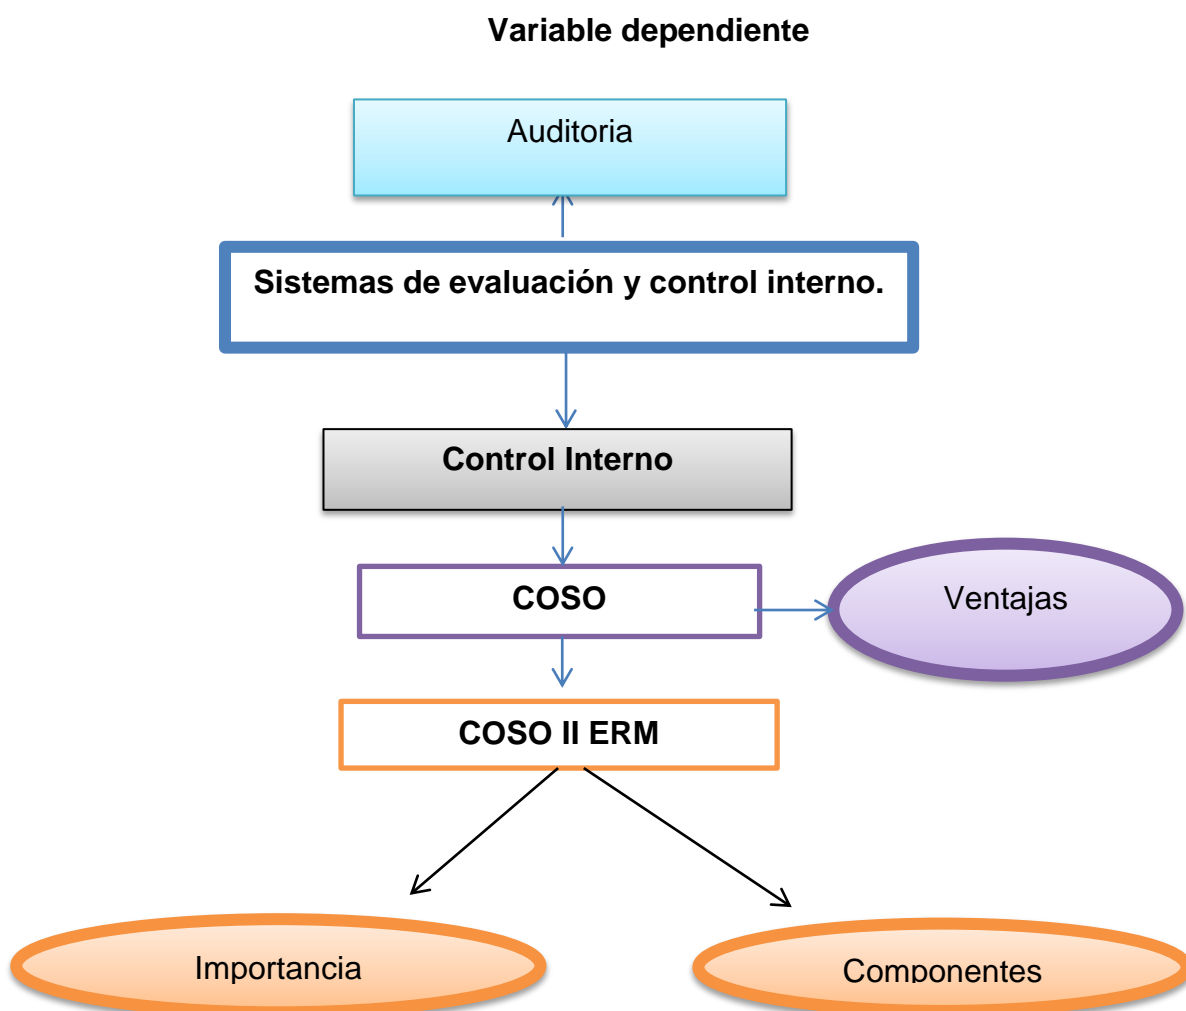 Variable dependiente
Auditoria
Sistemas de evaluación y control interno.
Control Interno
COSO
Ventajas
COSO II ERM
Importancia
Componentes